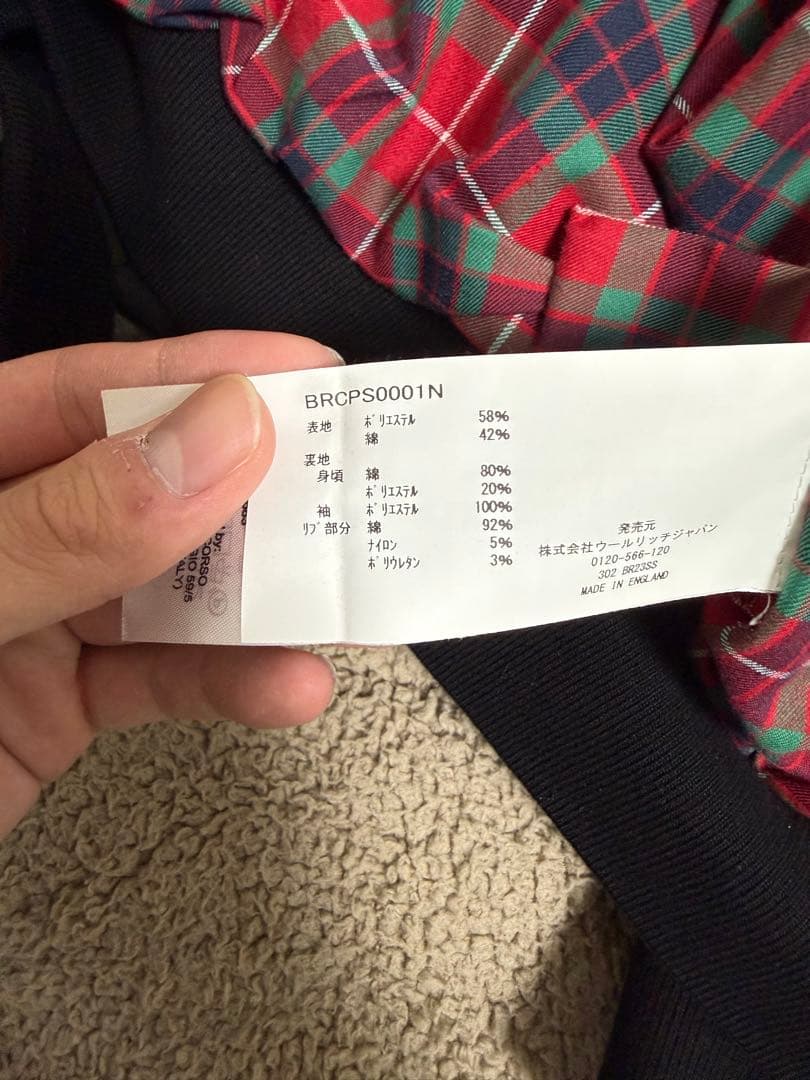 BRCPS0001N
表地 ﾎﾟﾘｴｽﾃﾙ 58%
綿 42%
裏地
身頃 綿 80%
ﾎﾟﾘｴｽﾃﾙ 20%
袖 ﾎﾟﾘｴｽﾃﾙ 100%
ﾘﾌﾞ部分 綿 92%
ﾅｲﾛﾝ 5%
ﾎﾟﾘｳﾚﾀﾝ 3%
発売元
株式会社ウールリッチジャパン
0120-566-120
302 BR23SS
MADE IN ENGLAND
by:
CORSO
59/5